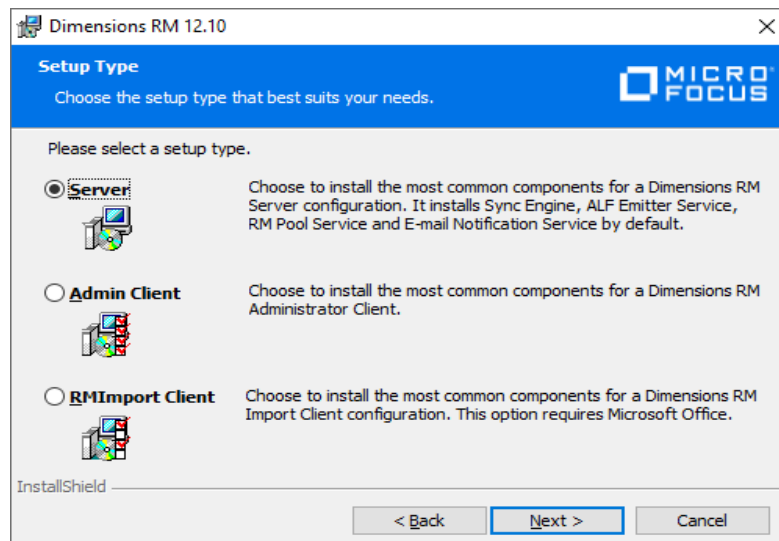 Dimensions RM 12.10
Setup Type
Choose the setup type that best suits your needs.
MICRO
FOCUS
Please select a setup type.
Server
Choose to install the most common components for a Dimensions RM
Server configuration. It installs Sync Engine, ALF Emitter Service,
RM Pool Service and E-mail Notification Service by default.
Admin Client
Choose to install the most common components for a Dimensions RM
Administrator Client.
RMImport Client
Choose to install the most common components for a Dimensions RM
Import Client configuration. This option requires Microsoft Office.
InstallShield
< Back
Next >
Cancel